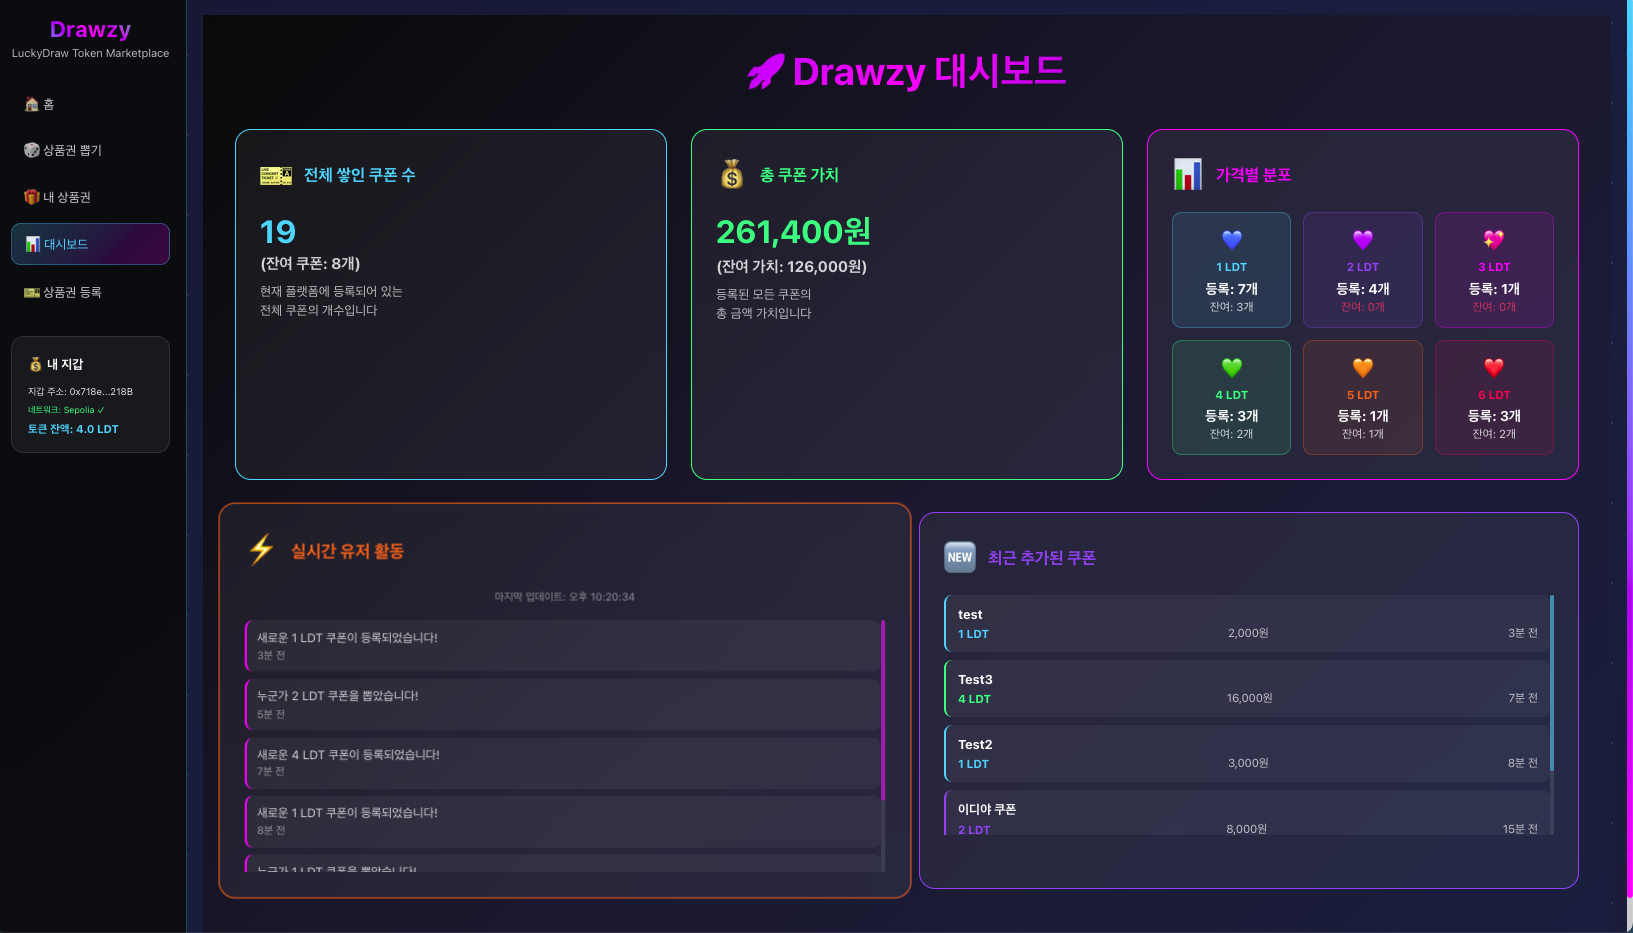 Drawzy
LuckyDraw Token Marketplace
홈
상품권 뽑기
내 상품권
대시보드
상품권 등록
내 지갑
지갑 주소: 0x718e...218B
네트워크: Sepolia ✓
토큰 잔액: 4.0 LDT
Drawzy 대시보드
전체 쌓인 쿠폰 수
19
(잔여 쿠폰: 8개)
현재 플랫폼에 등록되어 있는
전체 쿠폰의 개수입니다
총 쿠폰 가치
261,400원
(잔여 가치: 126,000원)
등록된 모든 쿠폰의
총 금액 가치입니다
가격별 분포
1 LDT
등록: 7개
잔여: 3개
2 LDT
등록: 4개
잔여: 0개
3 LDT
등록: 1개
잔여: 0개
4 LDT
등록: 3개
잔여: 2개
5 LDT
등록: 1개
잔여: 1개
6 LDT
등록: 3개
잔여: 2개
실시간 유저 활동
마지막 업데이트: 오후 10:20:34
새로운 1 LDT 쿠폰이 등록되었습니다!
3분 전
누군가 2 LDT 쿠폰을 뽑았습니다!
5분 전
새로운 4 LDT 쿠폰이 등록되었습니다!
7분 전
새로운 1 LDT 쿠폰이 등록되었습니다!
8분 전
누군가 1 LDT 쿠폰을 뽑았습니다!
NEW
최근 추가된 쿠폰
test
1 LDT 2,000원 3분 전
Test3
4 LDT 16,000원 7분 전
Test2
1 LDT 3,000원 8분 전
이디야 쿠폰
2 LDT 8,000원 15분 전